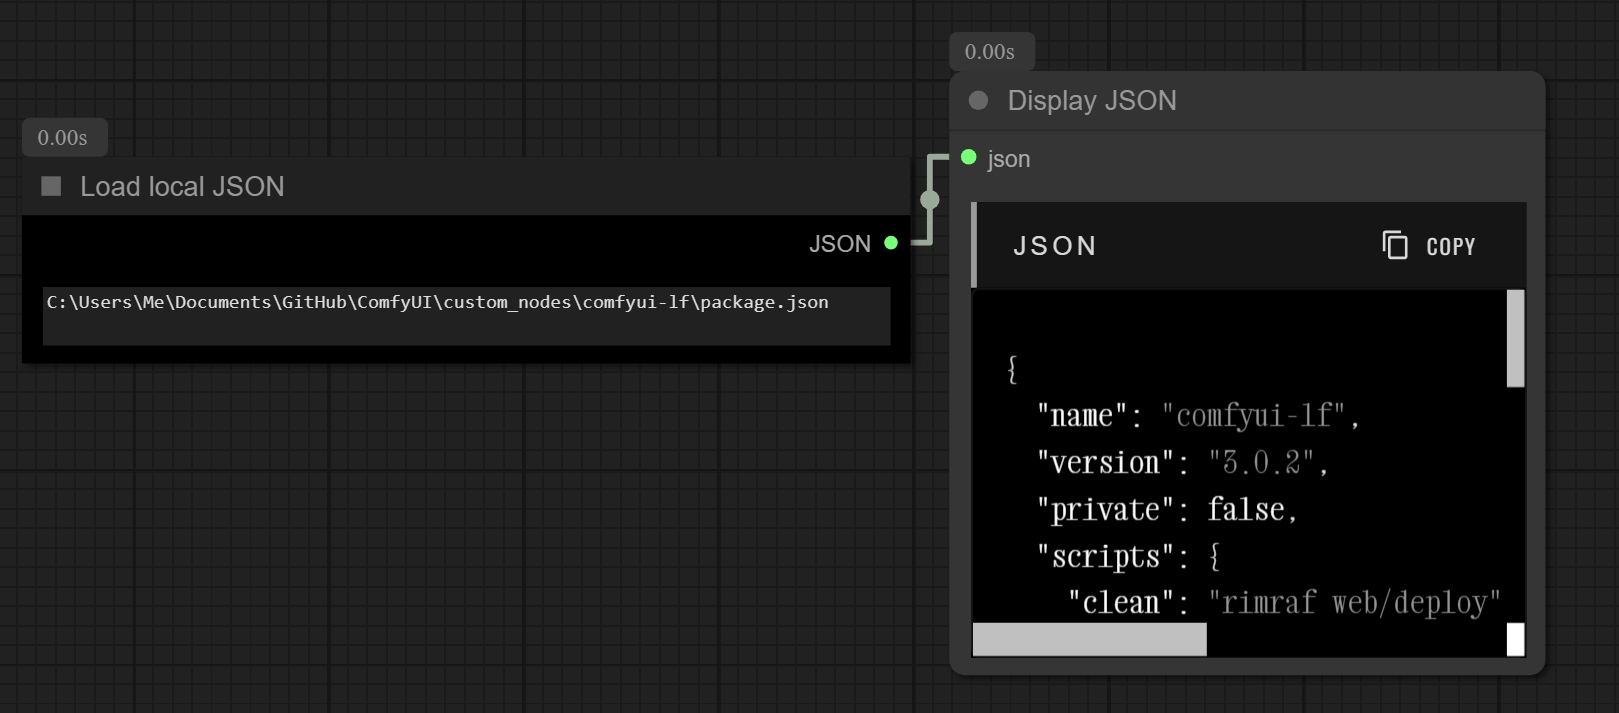 0.00s
Load local JSON
JSON
C:\Users\Me\Documents\GitHub\ComfyUI\custom_nodes\comfyui-lf\package.json
0.00s
Display JSON
json
JSON
COPY
{
"name": "comfyui-lf",
"version": "3.0.2",
"private": false,
"scripts": {
"clean": "rimraf web/deploy"